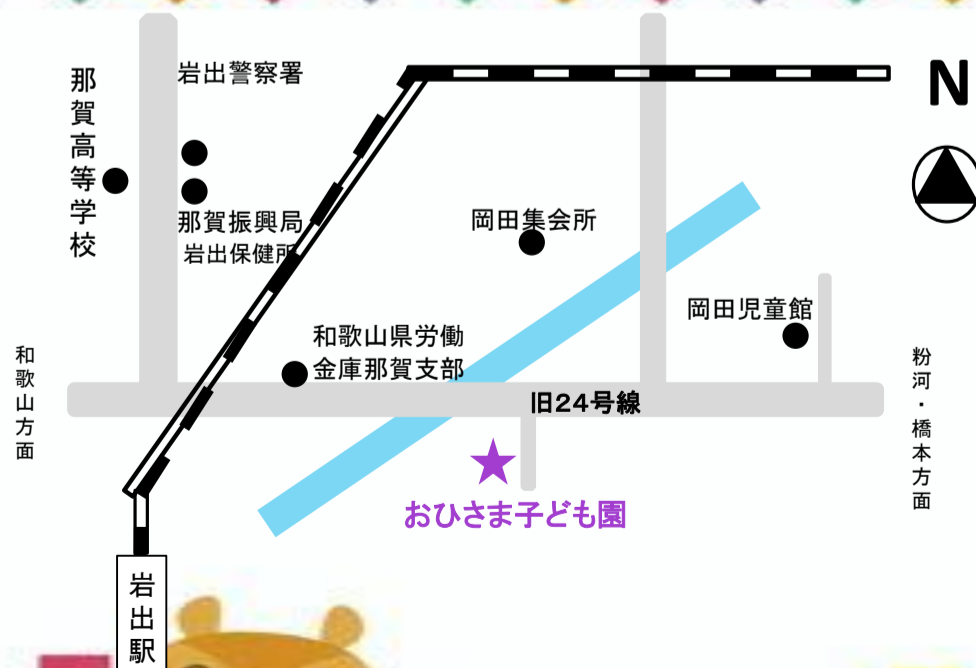 那賀高等学校
岩出警察署
那賀振興局
岩出保健所
岡田集会所
岡田児童館
和歌山県労働
金庫那賀支部
旧24号線
おひさま子ども園
和歌山方面
粉河・橋本方面
岩出駅
N